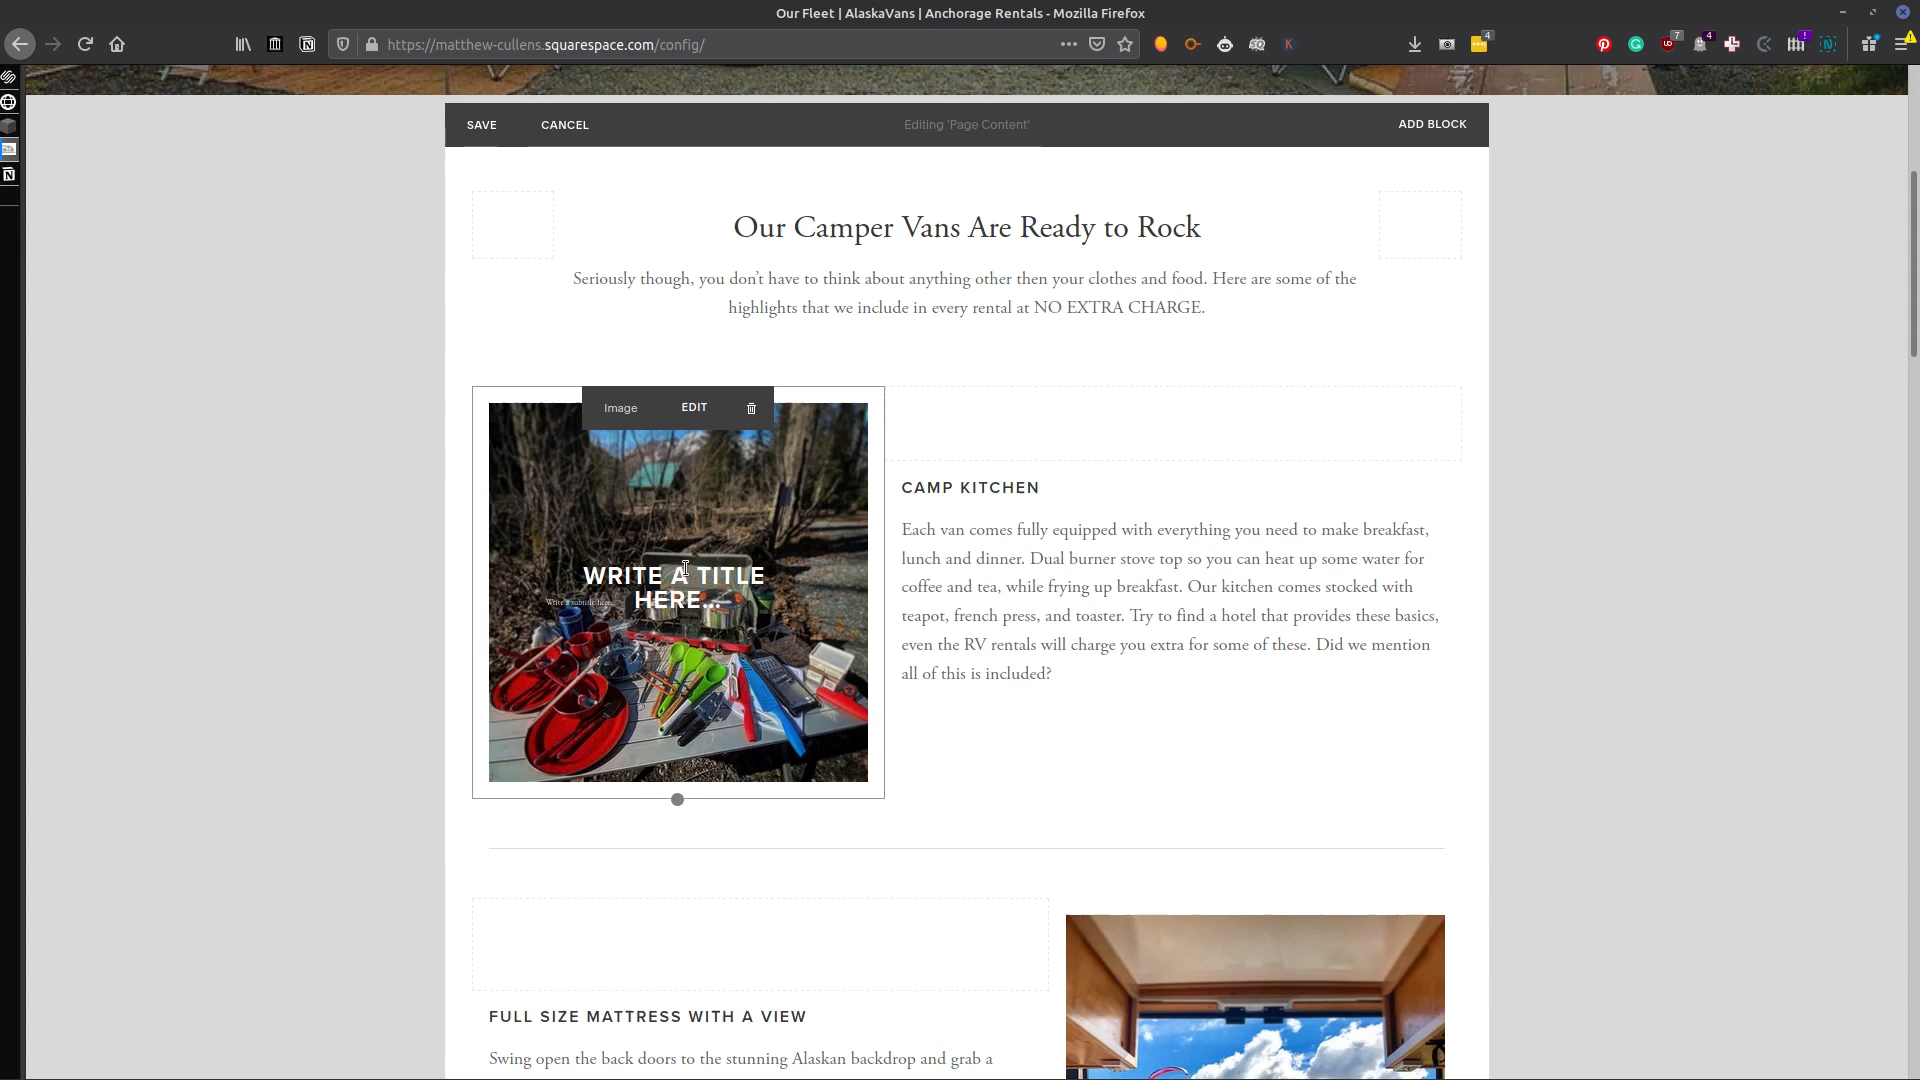 Our Fleet | AlaskaVans | Anchorage Rentals - Mozilla Firefox
https://matthew-cullens.squarespace.com/config/
4
7
4
!
SAVE CANCEL Editing 'Page Content' ADD BLOCK
Our Camper Vans Are Ready to Rock
Seriously though, you don't have to think about anything other then your clothes and food. Here are some of the
highlights that we include in every rental at NO EXTRA CHARGE.
Image EDIT
WRITE A TITLE
HERE...
Write a subtitle here...
CAMP KITCHEN
Each van comes fully equipped with everything you need to make breakfast,
lunch and dinner. Dual burner stove top so you can heat up some water for
coffee and tea, while frying up breakfast. Our kitchen comes stocked with
teapot, french press, and toaster. Try to find a hotel that provides these basics,
even the RV rentals will charge you extra for some of these. Did we mention
all of this is included?
FULL SIZE MATTRESS WITH A VIEW
Swing open the back doors to the stunning Alaskan backdrop and grab a